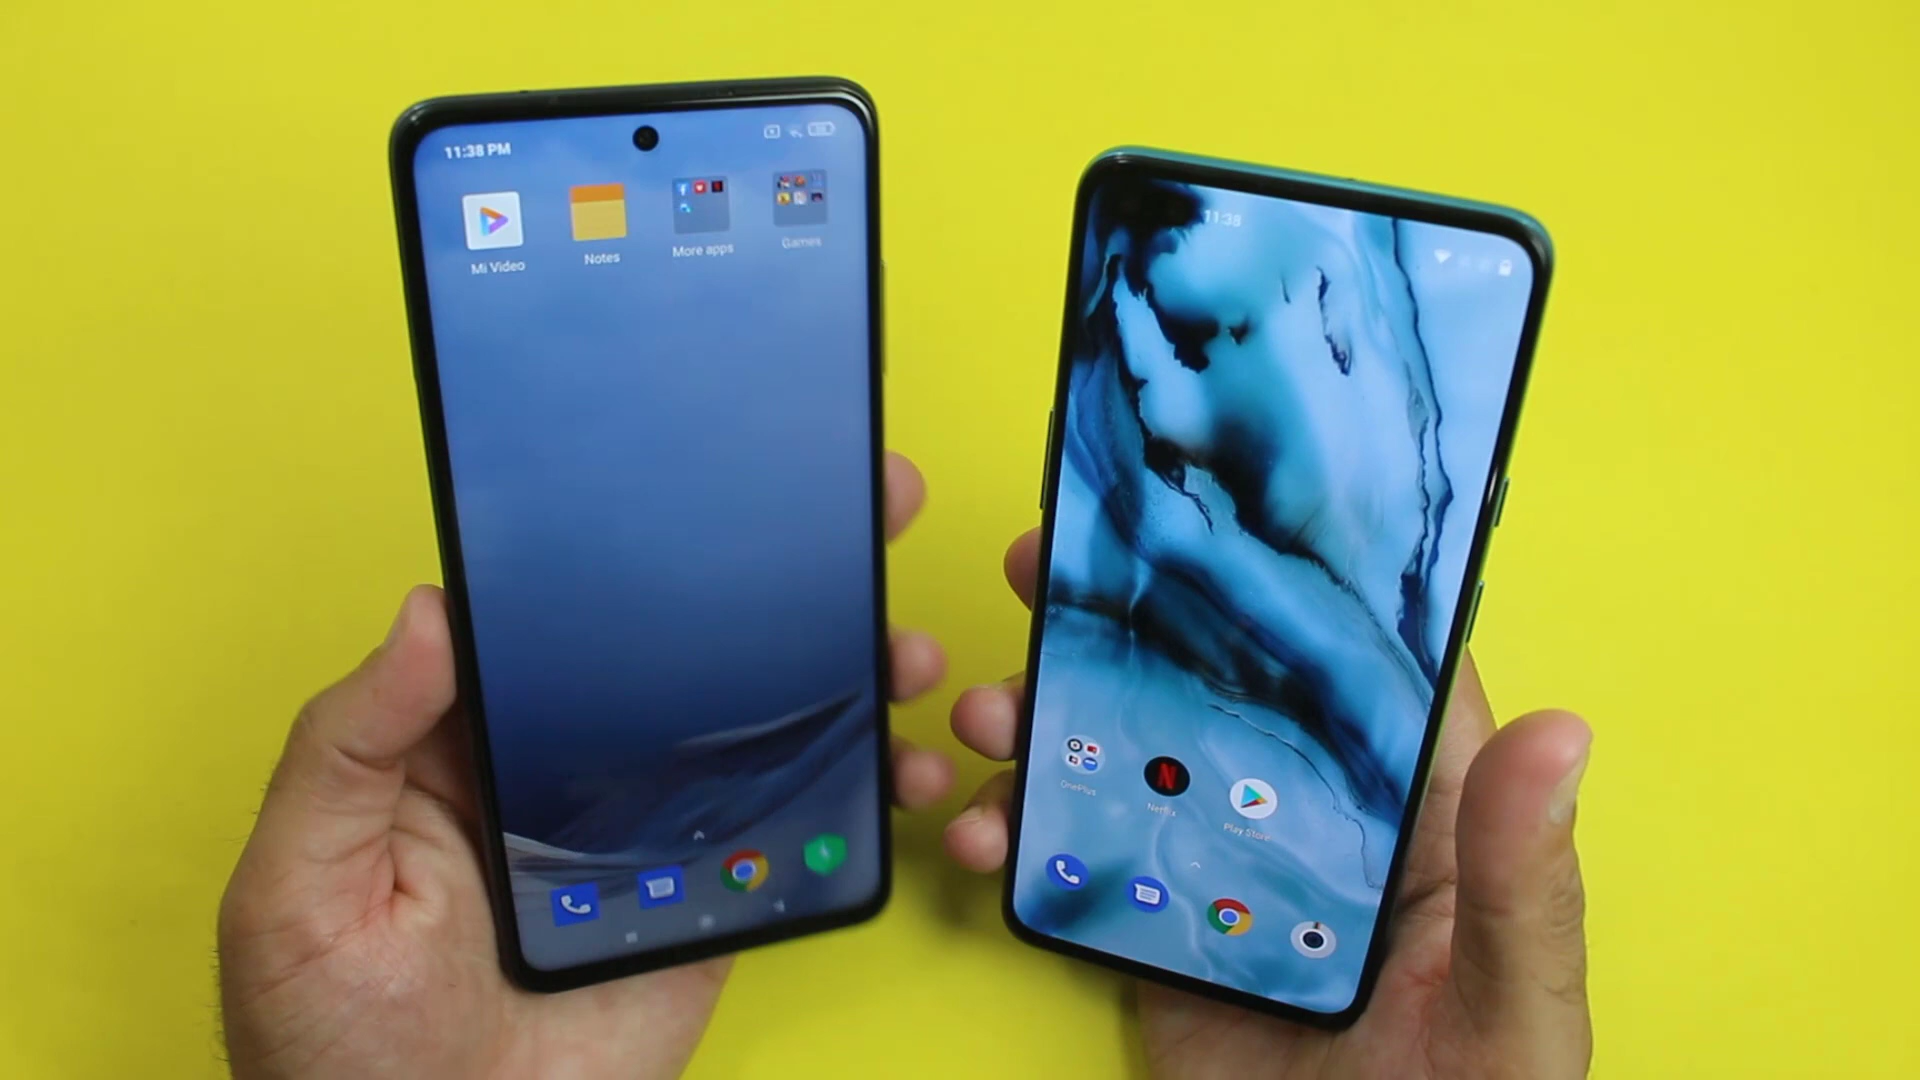 11:38 PM
Mi Video
Notes
More apps
Games
11:38
OnePlus
Netflix
Play Store
N